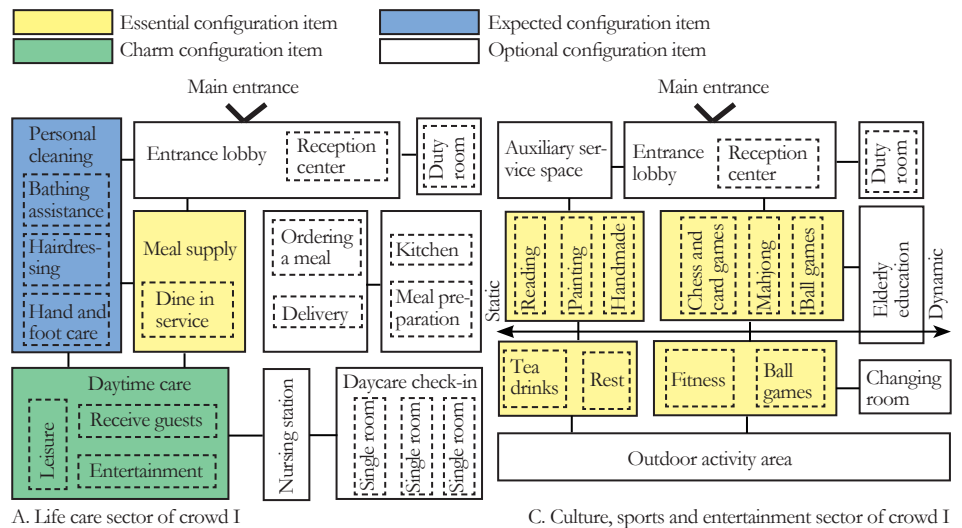 Essential configuration item
Expected configuration item
Charm configuration item
Optional configuration item
Main entrance
Personal
cleaning
Bathing
assistance
Hairdres-
sing
Hand and
foot care
Entrance lobby
Reception
center
Duty
room
Meal supply
Dine in
service
Ordering
a meal
Delivery
Kitchen
Meal pre-
paration
Daytime care
Leisure
Receive guests
Entertainment
Nursing station
Daycare check-in
Single room
Single room
Single room
A. Life care sector of crowd I
Main entrance
Auxiliary ser-
vice space
Entrance
lobby
Reception
center
Duty
room
Reading
Painting
Handmade
Chess and
card games
Mahjong
Ball games
Elderly
education
Static
Dynamic
Tea
drinks
Rest
Fitness
Ball
games
Changing
room
Outdoor activity area
C. Culture, sports and entertainment sector of crowd I